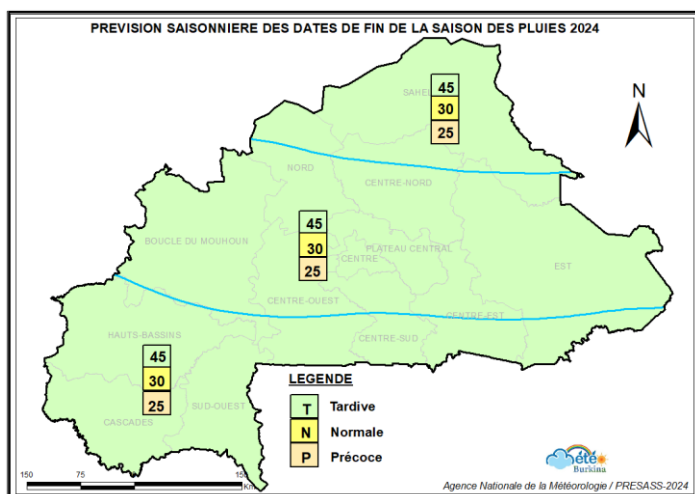 PREVISION SAISONNIERE DES DATES DE FIN DE LA SAISON DES PLUIES 2024
SAHEL
45
30
25
N
NORD
CENTRE-NORD
45
30
25
BOUCLE DU MOUHOUN
PLATEAU CENTRAL
CENTRE
EST
CENTRE-OUEST
CENTRE-EST
HAUTS-BASSINS
CENTRE-SUD
45
30
25
SUD-OUEST
CASCADES
LEGENDE
T Tardive
N Normale
P Précoce
150 75 150
Km
Météo
Burkina
Agence Nationale de la Météorologie / PRESASS-2024